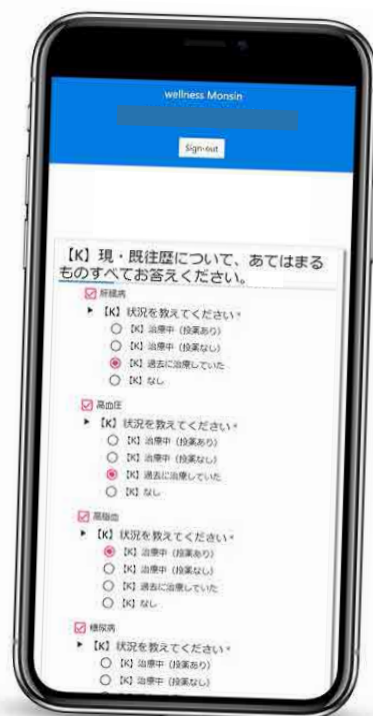 wellness Monsin
Sign-out
【K】現・既往歴について、あてはまる
ものすべてお答えください。
肝臓病
【K】状況を教えてください*
【K】治療中(投薬あり)
【K】治療中(投薬なし)
【K】過去に治療していた
【K】なし
高血圧
【K】状況を教えてください*
【K】治療中(投薬あり)
【K】治療中(投薬なし)
【K】過去に治療していた
【K】なし
高脂血
【K】状況を教えてください*
【K】治療中(投薬あり)
【K】治療中(投薬なし)
【K】過去に治療していた
【K】なし
糖尿病
【K】状況を教えてください*
【K】治療中(投薬あり)
【K】治療中(投薬なし)